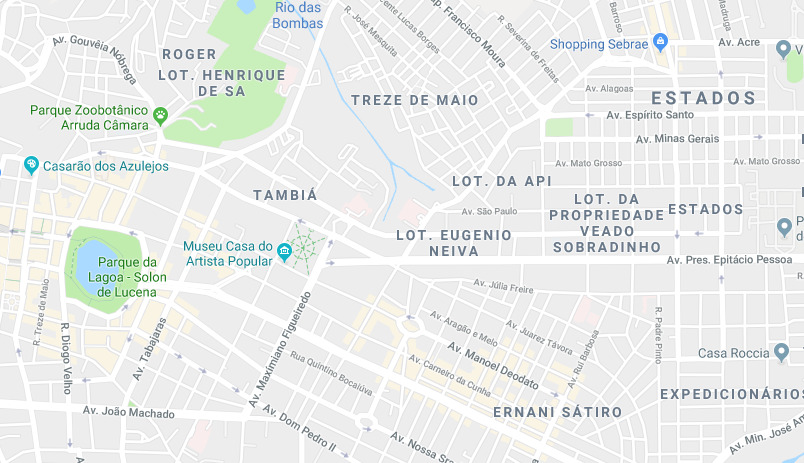 Rio das
Bombas
R. José Mesquita
cente Lucas Borges
sp. Francisco Moura
R. Severina de Freitas
Barroso
Maciel
Av. Gouvêia Nóbrega
ROGER
LOT. HENRIQUE
DE SA
Shopping Sebrae
Av. Acre
Av. Alagoas
TREZE DE MAIO
ESTADOS
Parque Zoobotânico
Arruda Câmara
Av. Espírito Santo
Av. Minas Gerais
Casarão dos Azulejos
Av. Mato Grosso
Av. Mato Grosso
TAMBIÁ
LOT. DA API
LOT. DA
PROPRIEDADE
VEADO
SOBRADINHO
Av. São Paulo
ESTADOS
P
d
LOT. EUGENIO
NEIVA
Museu Casa do
Artista Popular
Av. Pres. Epitácio Pessoa
Parque da
Lagoa - Solon
de Lucena
Av. Júlia Freire
R. Treze de Maio
R. Diogo Velho
Av. Tabajaras
Av. Maximiano Figueiredo
Av. Aragão e Melo
Av. Juarez Távora
R. Padre Pinto
Av. Rui Barbosa
Av. Manoel Deodato
Av. Carneiro da Cunha
Rua Quintino Bocaiúva
Casa Roccia
EXPEDICIONÁRIOS
ERNANI SÁTIRO
Av. João Machado
Av. Dom Pedro II
Av. Nossa Sr
Av. Min. José Am